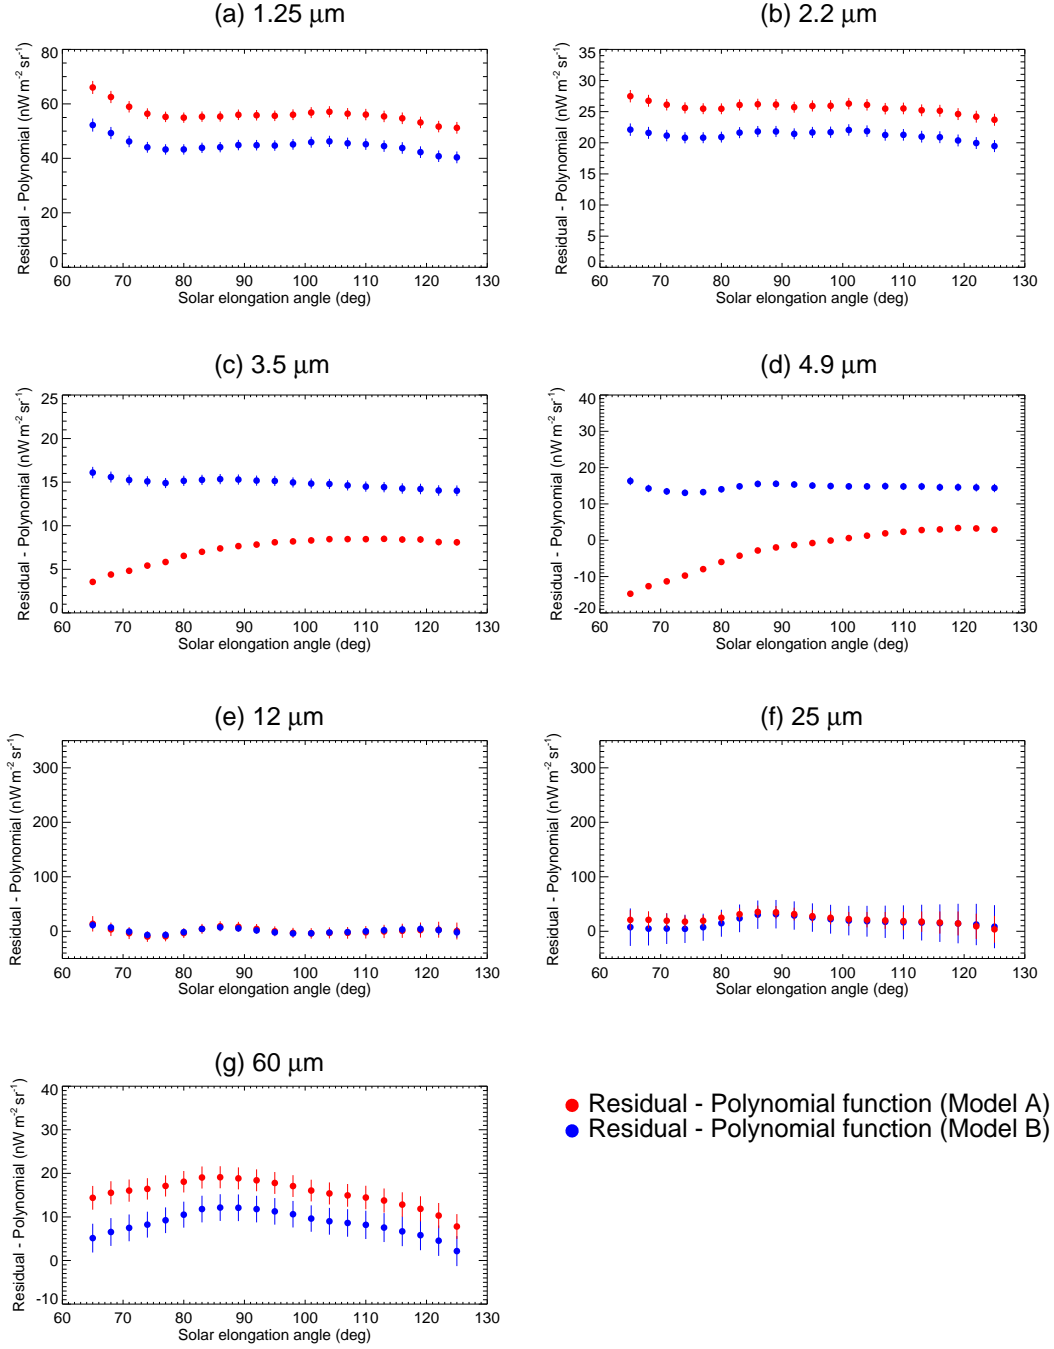 (a) 1.25 μm
Residual - Polynomial (nW m⁻² sr⁻¹)
80
60
40
20
0
60 70 80 90 100 110 120 130
Solar elongation angle (deg)
(b) 2.2 μm
Residual - Polynomial (nW m⁻² sr⁻¹)
35
30
25
20
15
10
5
0
60 70 80 90 100 110 120 130
Solar elongation angle (deg)
(c) 3.5 μm
Residual - Polynomial (nW m⁻² sr⁻¹)
25
20
15
10
5
0
60 70 80 90 100 110 120 130
Solar elongation angle (deg)
(d) 4.9 μm
Residual - Polynomial (nW m⁻² sr⁻¹)
40
30
20
10
0
-10
-20
60 70 80 90 100 110 120 130
Solar elongation angle (deg)
(e) 12 μm
Residual - Polynomial (nW m⁻² sr⁻¹)
300
200
100
0
60 70 80 90 100 110 120 130
Solar elongation angle (deg)
(f) 25 μm
Residual - Polynomial (nW m⁻² sr⁻¹)
300
200
100
0
60 70 80 90 100 110 120 130
Solar elongation angle (deg)
(g) 60 μm
Residual - Polynomial (nW m⁻² sr⁻¹)
40
30
20
10
0
-10
60 70 80 90 100 110 120 130
Solar elongation angle (deg)
Residual - Polynomial function (Model A)
Residual - Polynomial function (Model B)